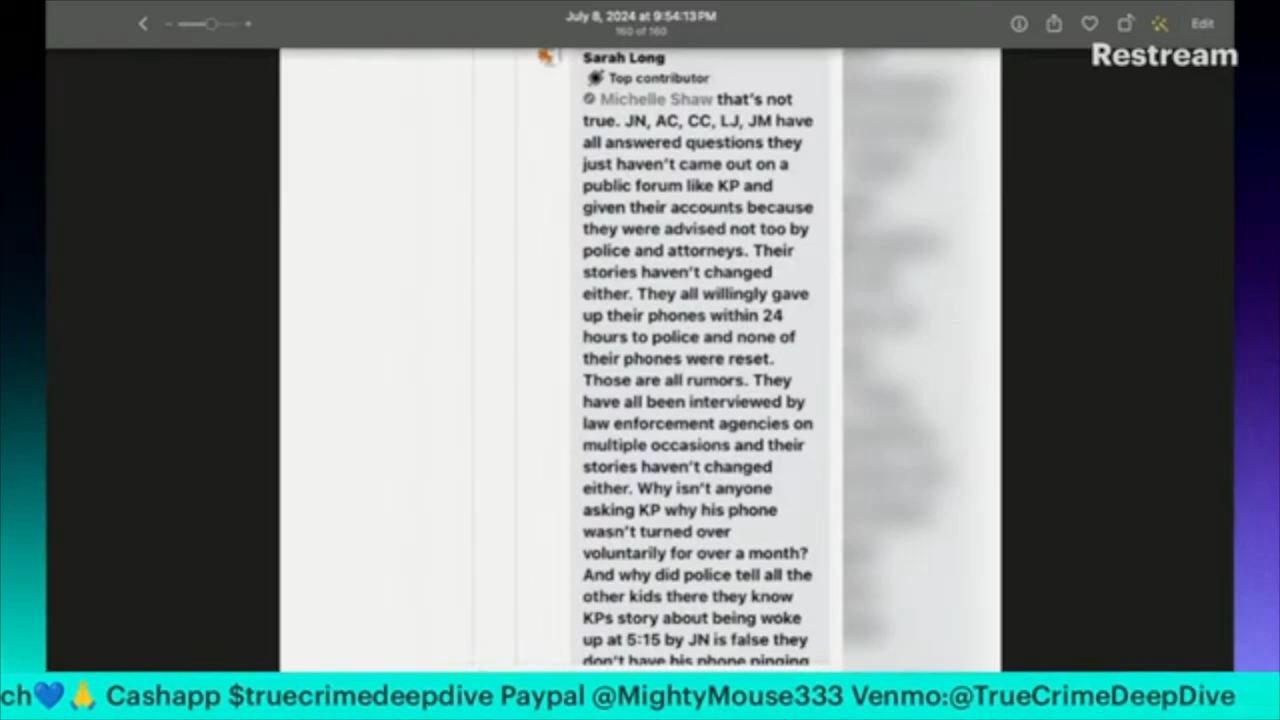 July 8, 2024 at 9:54:13 PM
160 of 160
Edit
Restream
Sarah Long
Top contributor
Michelle Shaw that's not
true. JN, AC, CC, LJ, JM have
all answered questions they
just haven't came out on a
public forum like KP and
given their accounts because
they were advised not too by
police and attorneys. Their
stories haven't changed
either. They all willingly gave
up their phones within 24
hours to police and none of
their phones were reset.
Those are all rumors. They
have all been interviewed by
law enforcement agencies on
multiple occasions and their
stories haven't changed
either. Why isn't anyone
asking KP why his phone
wasn't turned over
voluntarily for over a month?
And why did police tell all the
other kids there they know
KPs story about being woke
up at 5:15 by JN is false they
don't have his phone pinging
ch💙🙏 Cashapp $truecrimedeepdive Paypal @MightyMouse333 Venmo:@TrueCrimeDeepDive